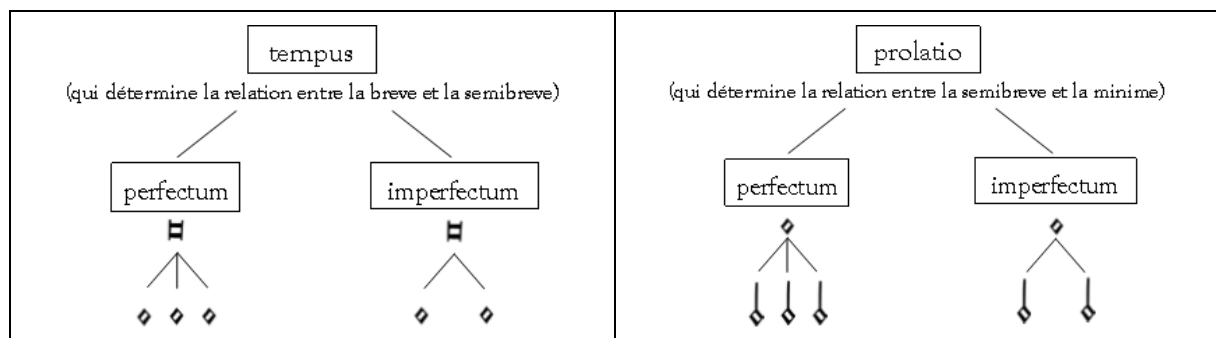 tempus
(qui détermine la relation entre la breve et la semibreve)
perfectum
imperfectum
prolatio
(qui détermine la relation entre la semibreve et la minime)
perfectum
imperfectum